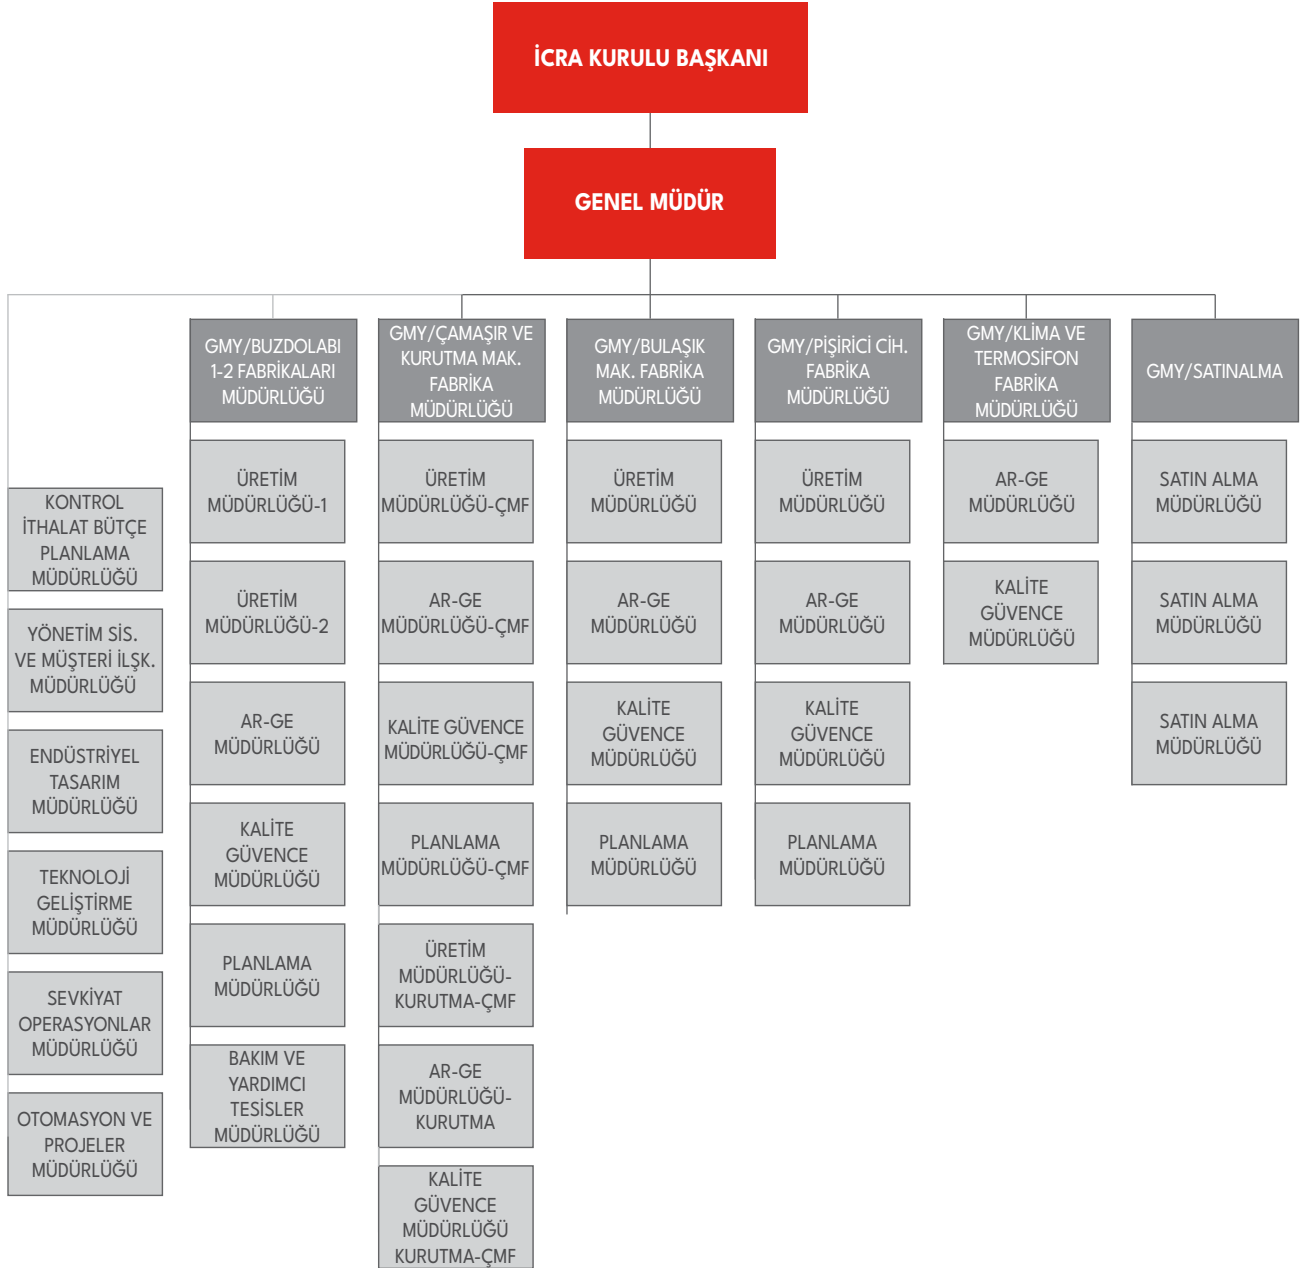 İCRA KURULU BAŞKANI
GENEL MÜDÜR
KONTROL
İTHALAT BÜTÇE
PLANLAMA
MÜDÜRLÜĞÜ
YÖNETİM SİS.
VE MÜŞTERİ İLŞK.
MÜDÜRLÜĞÜ
ENDÜSTRİYEL
TASARIM
MÜDÜRLÜĞÜ
TEKNOLOJİ
GELİŞTİRME
MÜDÜRLÜĞÜ
SEVKİYAT
OPERASYONLAR
MÜDÜRLÜĞÜ
OTOMASYON VE
PROJELER
MÜDÜRLÜĞÜ
GMY/BUZDOLABI
1-2 FABRİKALARI
MÜDÜRLÜĞÜ
ÜRETİM
MÜDÜRLÜĞÜ-1
ÜRETİM
MÜDÜRLÜĞÜ-2
AR-GE
MÜDÜRLÜĞÜ
KALİTE
GÜVENCE
MÜDÜRLÜĞÜ
PLANLAMA
MÜDÜRLÜĞÜ
BAKIM VE
YARDIMCI
TESİSLER
MÜDÜRLÜĞÜ
GMY/ÇAMAŞIR VE
KURUTMA MAK.
FABRİKA
MÜDÜRLÜĞÜ
ÜRETİM
MÜDÜRLÜĞÜ-ÇMF
AR-GE
MÜDÜRLÜĞÜ-ÇMF
KALİTE GÜVENCE
MÜDÜRLÜĞÜ-ÇMF
PLANLAMA
MÜDÜRLÜĞÜ-ÇMF
ÜRETİM
MÜDÜRLÜĞÜ-
KURUTMA-ÇMF
AR-GE
MÜDÜRLÜĞÜ-
KURUTMA
KALİTE
GÜVENCE
MÜDÜRLÜĞÜ
KURUTMA-ÇMF
GMY/BULAŞIK
MAK. FABRİKA
MÜDÜRLÜĞÜ
ÜRETİM
MÜDÜRLÜĞÜ
AR-GE
MÜDÜRLÜĞÜ
KALİTE
GÜVENCE
MÜDÜRLÜĞÜ
PLANLAMA
MÜDÜRLÜĞÜ
GMY/PİŞİRİCİ CİH.
FABRİKA
MÜDÜRLÜĞÜ
ÜRETİM
MÜDÜRLÜĞÜ
AR-GE
MÜDÜRLÜĞÜ
KALİTE
GÜVENCE
MÜDÜRLÜĞÜ
PLANLAMA
MÜDÜRLÜĞÜ
GMY/KLİMA VE
TERMOSİFON
FABRİKA
MÜDÜRLÜĞÜ
AR-GE
MÜDÜRLÜĞÜ
KALİTE
GÜVENCE
MÜDÜRLÜĞÜ
GMY/SATINALMA
SATIN ALMA
MÜDÜRLÜĞÜ
SATIN ALMA
MÜDÜRLÜĞÜ
SATIN ALMA
MÜDÜRLÜĞÜ